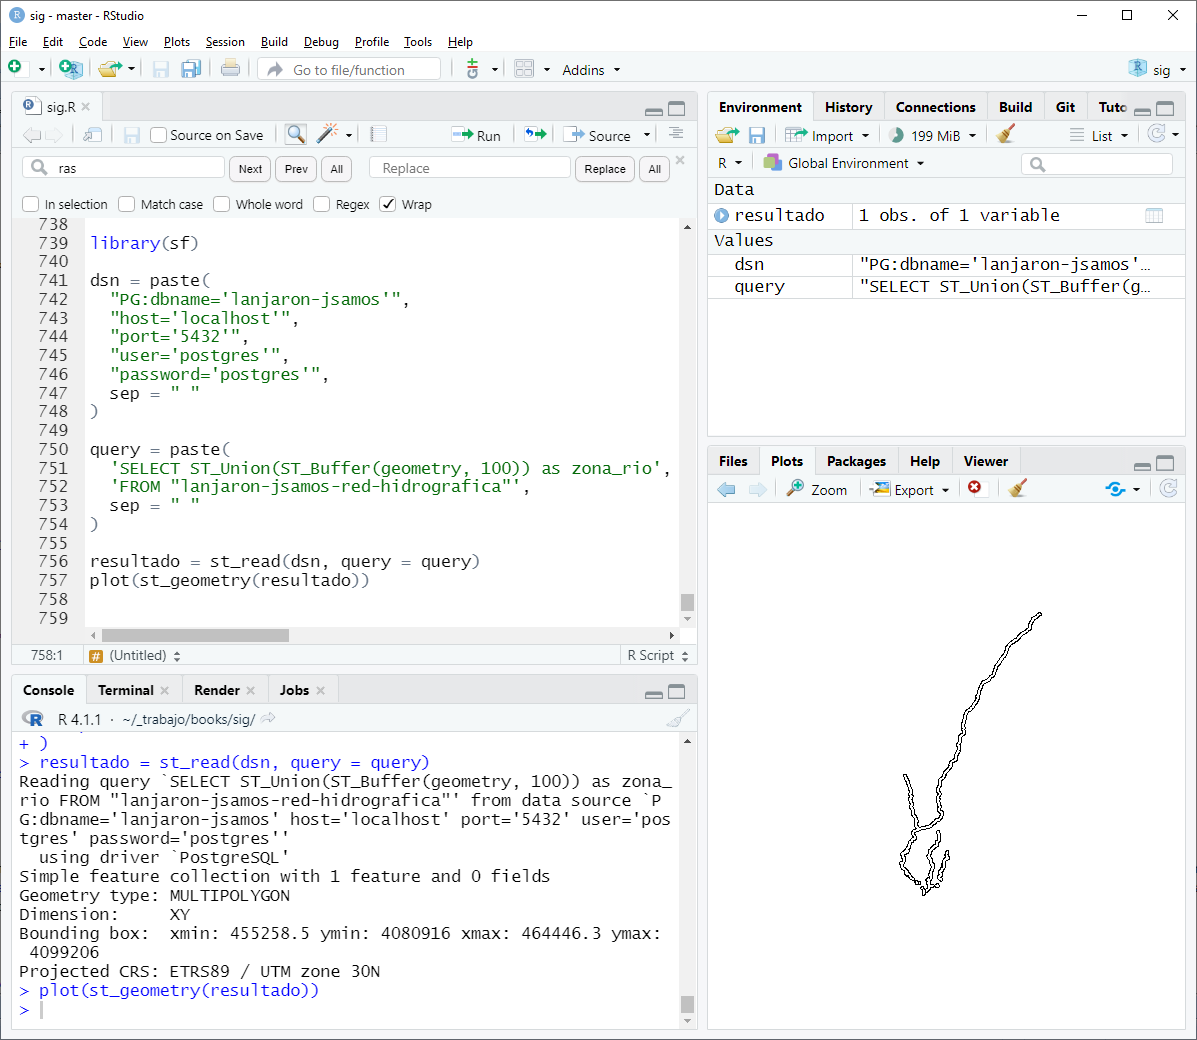 sig - master - RStudio
File Edit Code View Plots Session Build Debug Profile Tools Help
Go to file/function
Addins
sig
sig.R
Source on Save
Run
Source
ras
Next
Prev
All
Replace
Replace
All
In selection
Match case
Whole word
Regex
Wrap
738
739 library(sf)
740
741 dsn = paste(
742 "PG:dbname='lanjaron-jsamos'",
743 "host='localhost'",
744 "port='5432'",
745 "user='postgres'",
746 "password='postgres'",
747 sep = " "
748 )
749
750 query = paste(
751 'SELECT ST_Union(ST_Buffer(geometry, 100)) as zona_rio',
752 'FROM "lanjaron-jsamos-red-hidrografica"',
753 sep = " "
754 )
755
756 resultado = st_read(dsn, query = query)
757 plot(st_geometry(resultado))
758
759
758:1
(Untitled)
R Script
Console Terminal Render Jobs
R 4.1.1 · ~/_trabajo/books/sig/
+ )
> resultado = st_read(dsn, query = query)
Reading query `SELECT ST_Union(ST_Buffer(geometry, 100)) as zona_
rio FROM "lanjaron-jsamos-red-hidrografica"' from data source `P
G:dbname='lanjaron-jsamos' host='localhost' port='5432' user='pos
tgres' password='postgres''
using driver `PostgreSQL'
Simple feature collection with 1 feature and 0 fields
Geometry type: MULTIPOLYGON
Dimension: XY
Bounding box: xmin: 455258.5 ymin: 4080916 xmax: 464446.3 ymax:
4099206
Projected CRS: ETRS89 / UTM zone 30N
> plot(st_geometry(resultado))
>
Environment History Connections Build Git Tuto
Import
199 MiB
List
R
Global Environment
Data
resultado 1 obs. of 1 variable
Values
dsn "PG:dbname='lanjaron-jsamos'…
query "SELECT ST_Union(ST_Buffer(g…
Files Plots Packages Help Viewer
Zoom
Export